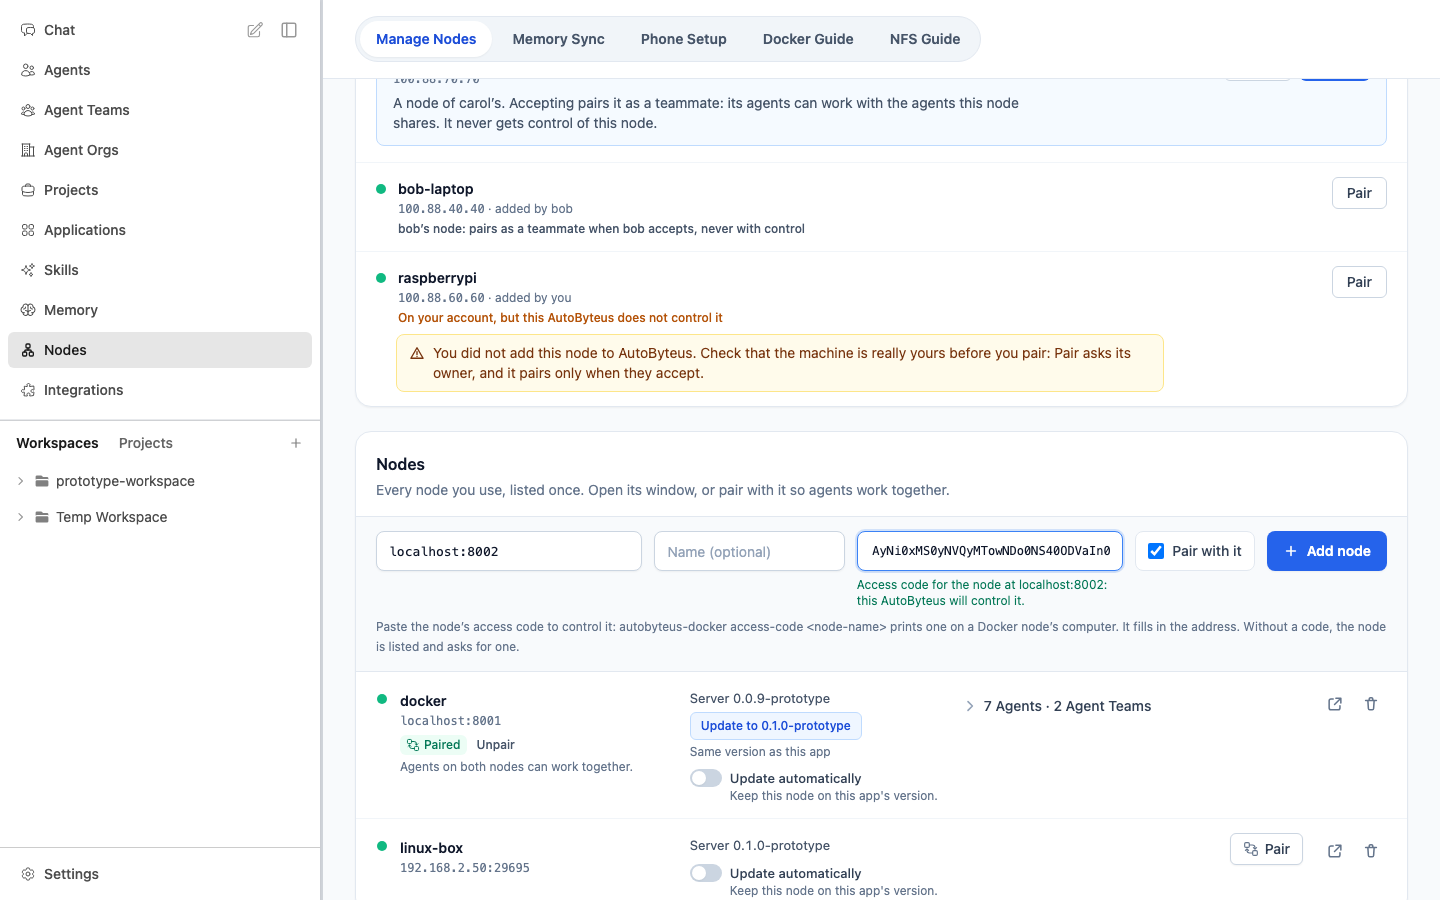 Chat
Agents
Agent Teams
Agent Orgs
Projects
Applications
Skills
Memory
Nodes
Integrations
Workspaces Projects
prototype-workspace
Temp Workspace
Settings
Manage Nodes Memory Sync Phone Setup Docker Guide NFS Guide
100.88.70.70
A node of carol's. Accepting pairs it as a teammate: its agents can work with the agents this node
shares. It never gets control of this node.
bob-laptop
100.88.40.40 · added by bob
bob's node: pairs as a teammate when bob accepts, never with control
Pair
raspberrypi
100.88.60.60 · added by you
On your account, but this AutoByteus does not control it
Pair
You did not add this node to AutoByteus. Check that the machine is really yours before you pair: Pair asks its
owner, and it pairs only when they accept.
Nodes
Every node you use, listed once. Open its window, or pair with it so agents work together.
localhost:8002 Name (optional) AyNi0xMS0yNVQyMTowNDo0NS40ODVaIn0 Pair with it + Add node
Access code for the node at localhost:8002:
this AutoByteus will control it.
Paste the node's access code to control it: autobyteus-docker access-code <node-name> prints one on a Docker node's computer. It fills in the address. Without a code, the node
is listed and asks for one.
docker
localhost:8001
Paired Unpair
Agents on both nodes can work together.
Server 0.0.9-prototype
Update to 0.1.0-prototype
Same version as this app
Update automatically
Keep this node on this app's version.
7 Agents · 2 Agent Teams
linux-box
192.168.2.50:29695
Server 0.1.0-prototype
Update automatically
Keep this node on this app's version.
Pair